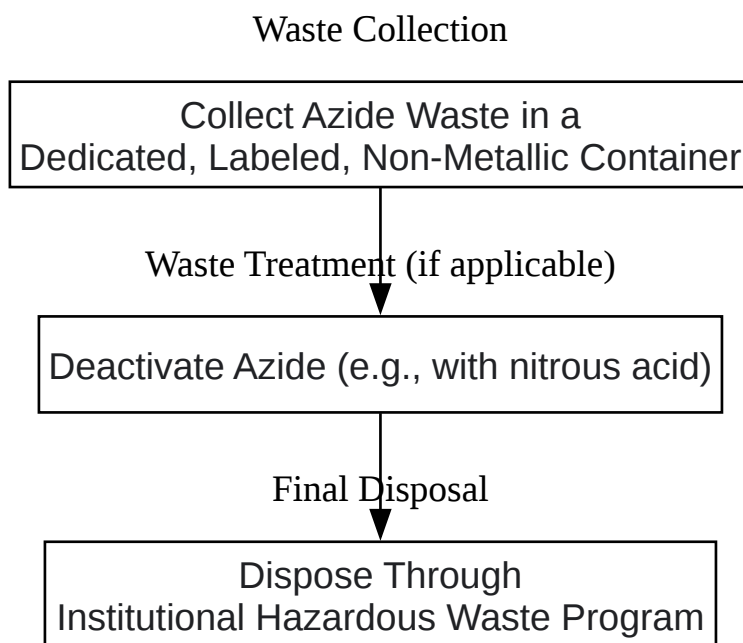 Waste Collection
Collect Azide Waste in a
Dedicated, Labeled, Non-Metallic Container
Waste Treatment (if applicable)
Deactivate Azide (e.g., with nitrous acid)
Final Disposal
Dispose Through
Institutional Hazardous Waste Program